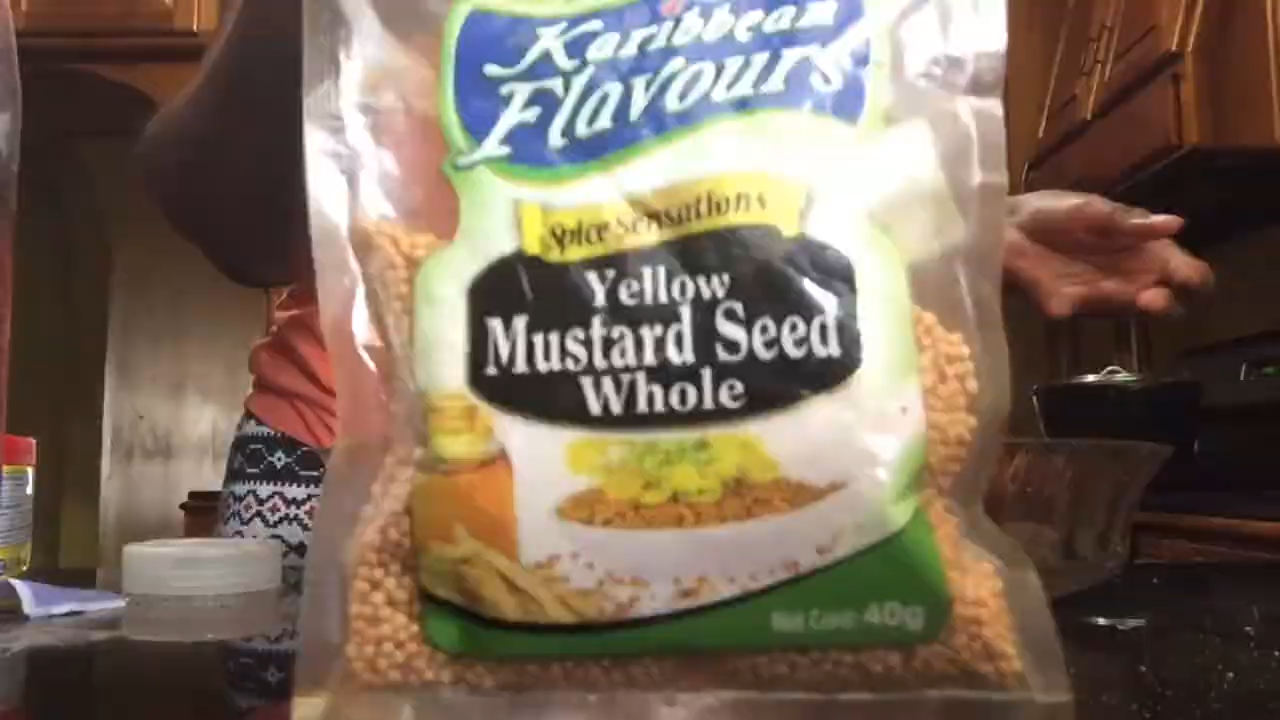 Karibbean
Flavours
Spice Sensations
Yellow
Mustard Seed
Whole
Net Cont: 40g